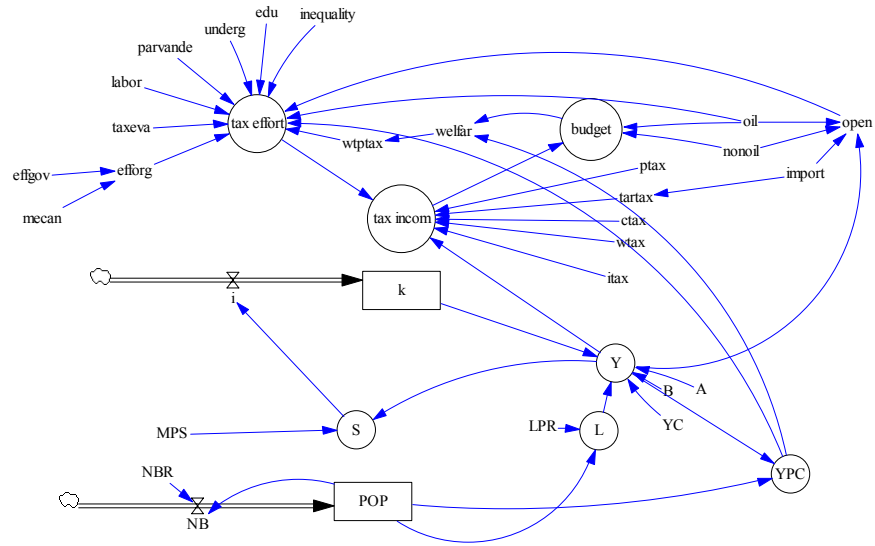 edu
inequality
underg
parvande
labor
taxeva
tax effort
effgov
efforg
mecan
wtptax
welfar
budget
oil
open
nonoil
import
ptax
tartax
ctax
wtax
itax
tax incom
i
k
Y
A
B
YC
LPR
L
S
MPS
YPC
NBR
NB
POP